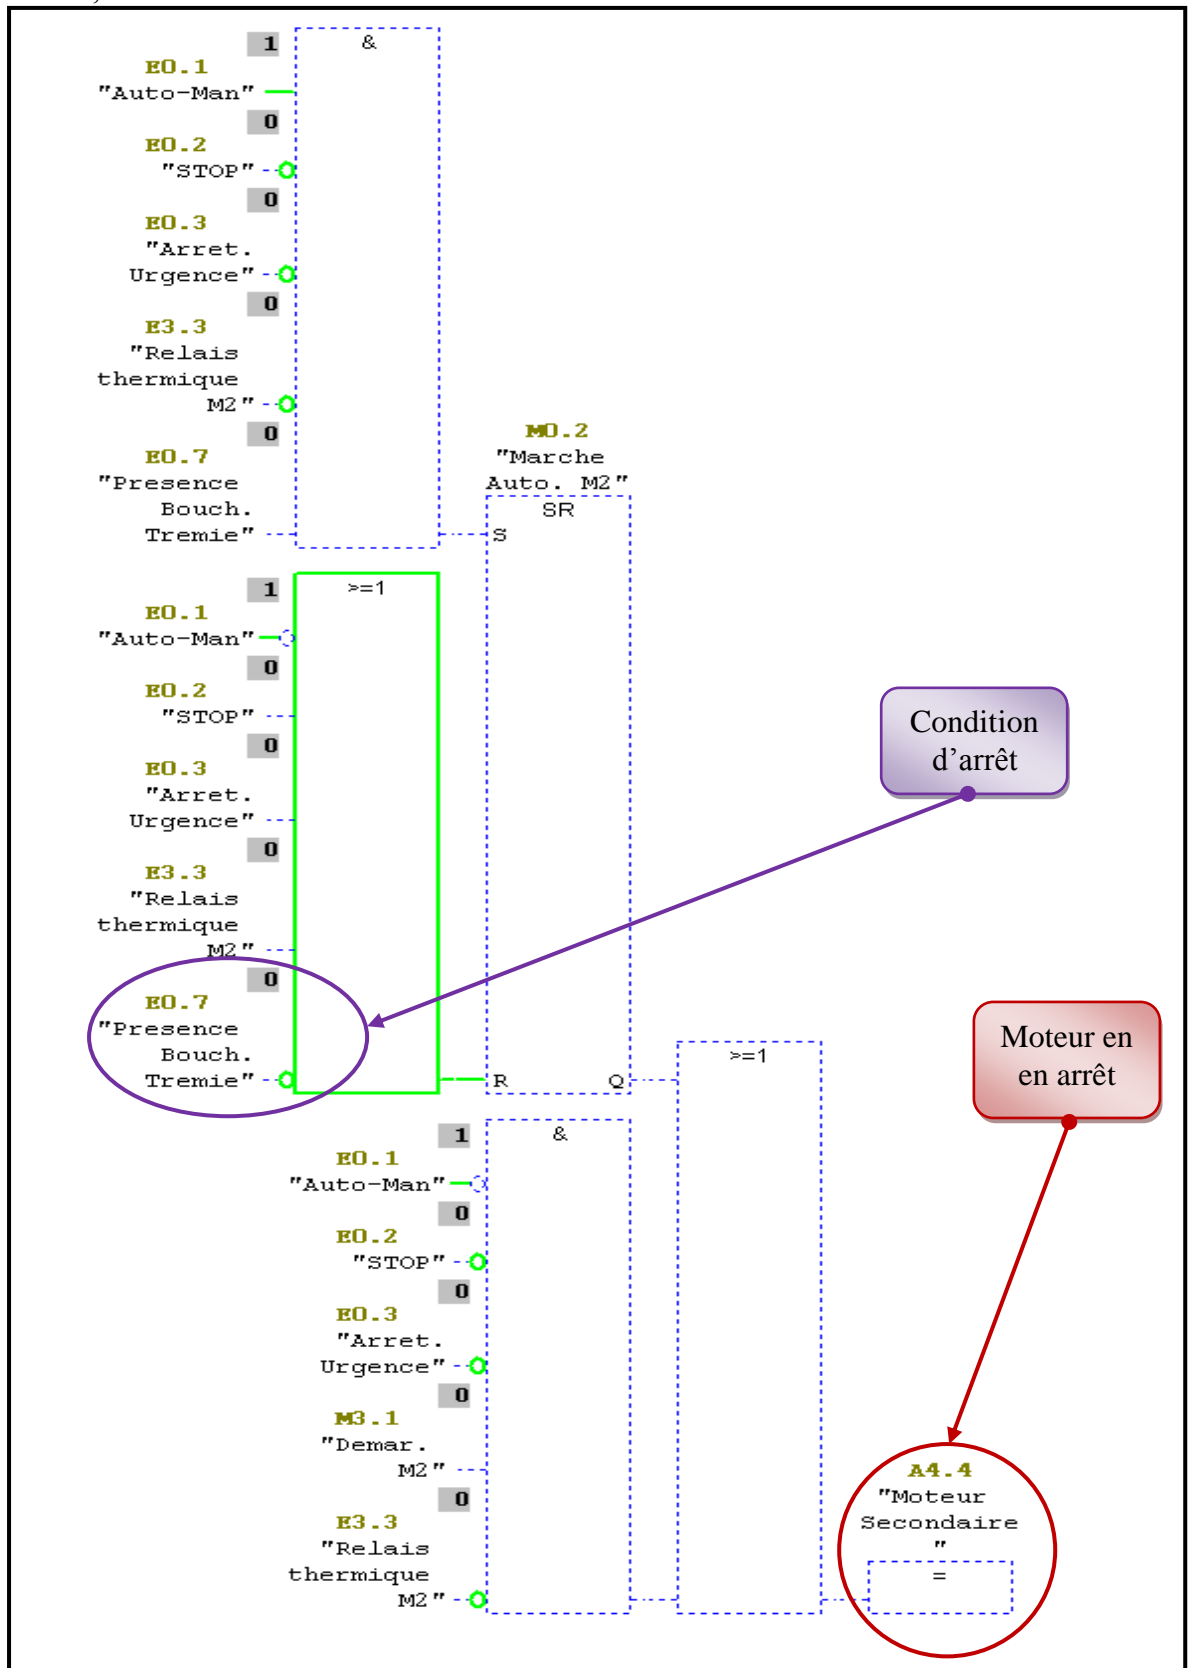 1
&
E0.1
"Auto-Man"
0
E0.2
"STOP"
0
E0.3
"Arret.
Urgence"
0
E3.3
"Relais
thermique
M2"
0
E0.7
"Presence
Bouch.
Tremie"
M0.2
"Marche
Auto. M2"
SR
S
1
>=1
E0.1
"Auto-Man"
0
E0.2
"STOP"
0
E0.3
"Arret.
Urgence"
0
E3.3
"Relais
thermique
M2"
0
E0.7
"Presence
Bouch.
Tremie"
R Q
Condition
d'arrêt
>=1
Moteur en
en arrêt
1
&
E0.1
"Auto-Man"
0
E0.2
"STOP"
0
E0.3
"Arret.
Urgence"
0
M3.1
"Demar.
M2"
0
E3.3
"Relais
thermique
M2"
A4.4
"Moteur
Secondaire
"
=